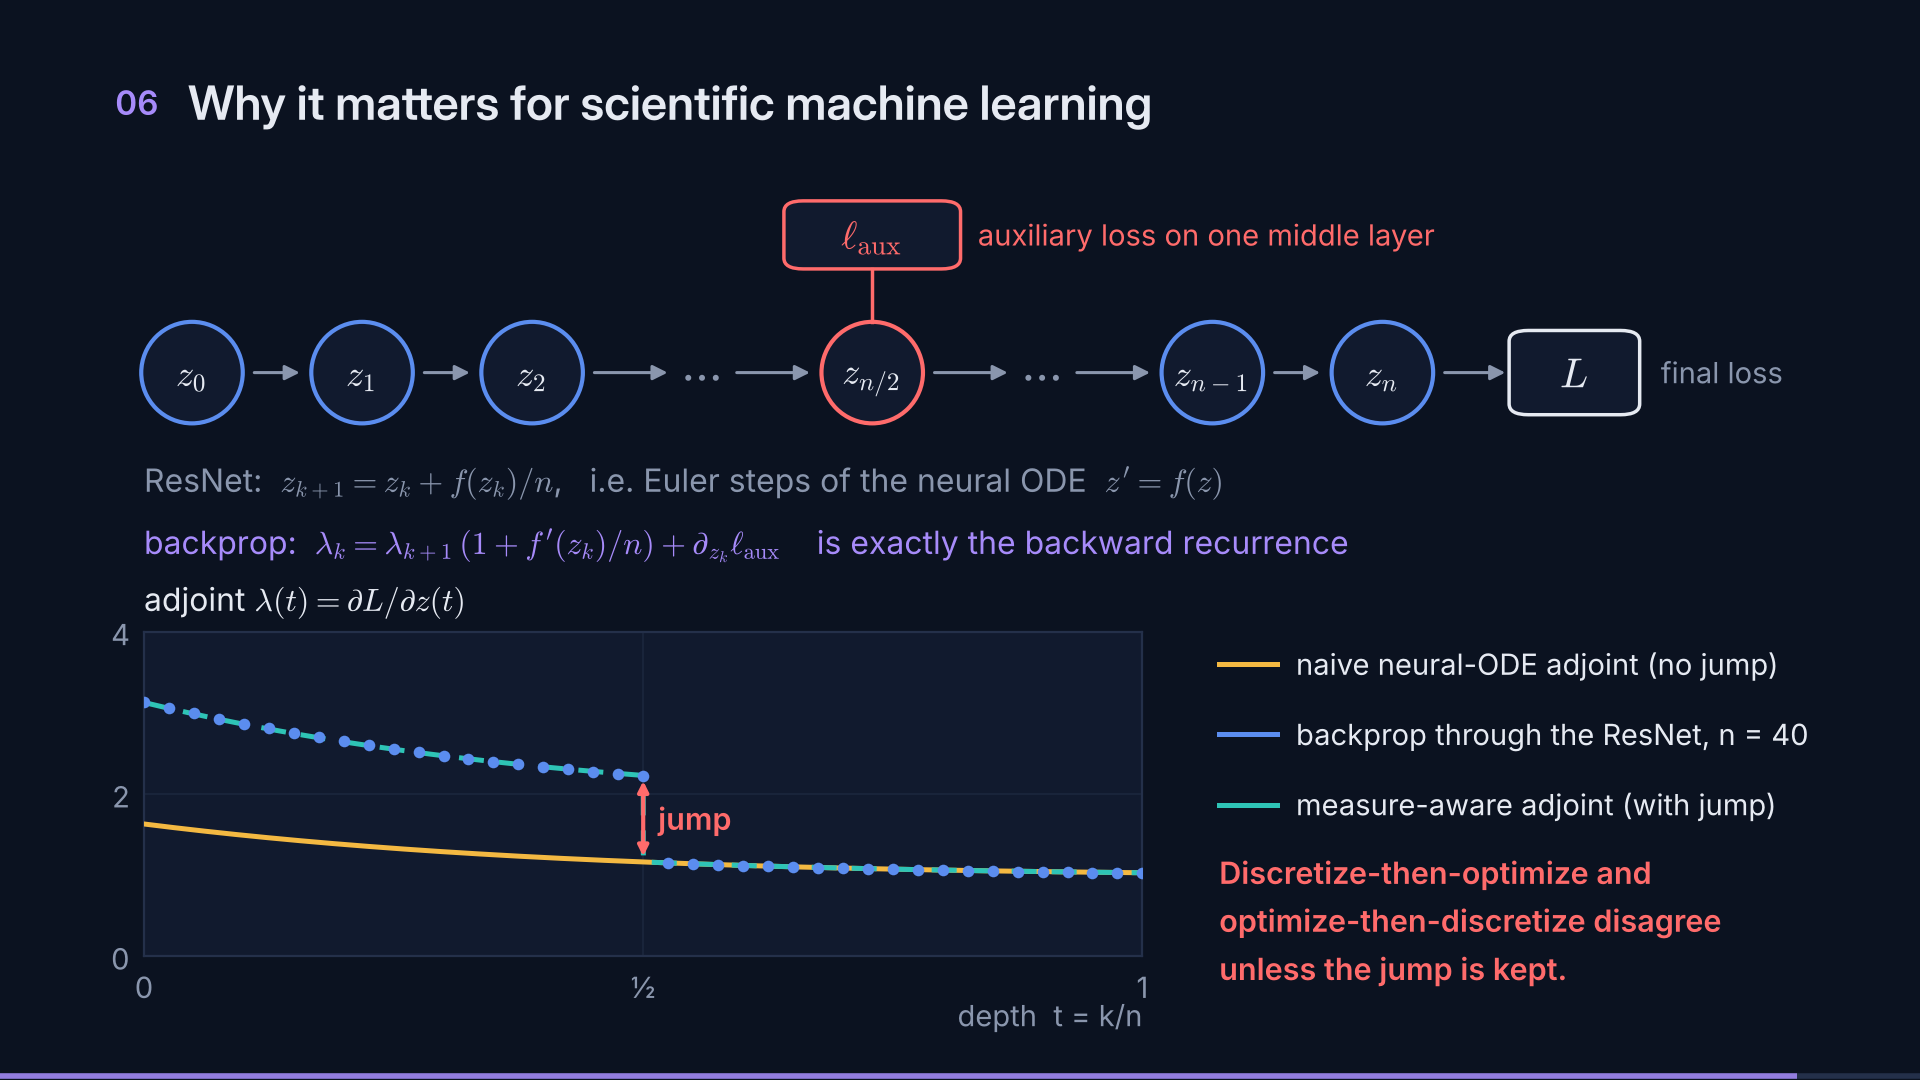 06 Why it matters for scientific machine learning
ℓ_aux auxiliary loss on one middle layer
z_0 z_1 z_2 … z_{n/2} … z_{n−1} z_n L final loss
ResNet: z_{k+1} = z_k + f(z_k)/n, i.e. Euler steps of the neural ODE z′ = f(z)
backprop: λ_k = λ_{k+1} (1 + f′(z_k)/n) + ∂_{z_k} ℓ_aux is exactly the backward recurrence
adjoint λ(t) = ∂L/∂z(t)
4
2
0
jump
0 ½ 1
depth t = k/n
naive neural-ODE adjoint (no jump)
backprop through the ResNet, n = 40
measure-aware adjoint (with jump)
Discretize-then-optimize and
optimize-then-discretize disagree
unless the jump is kept.